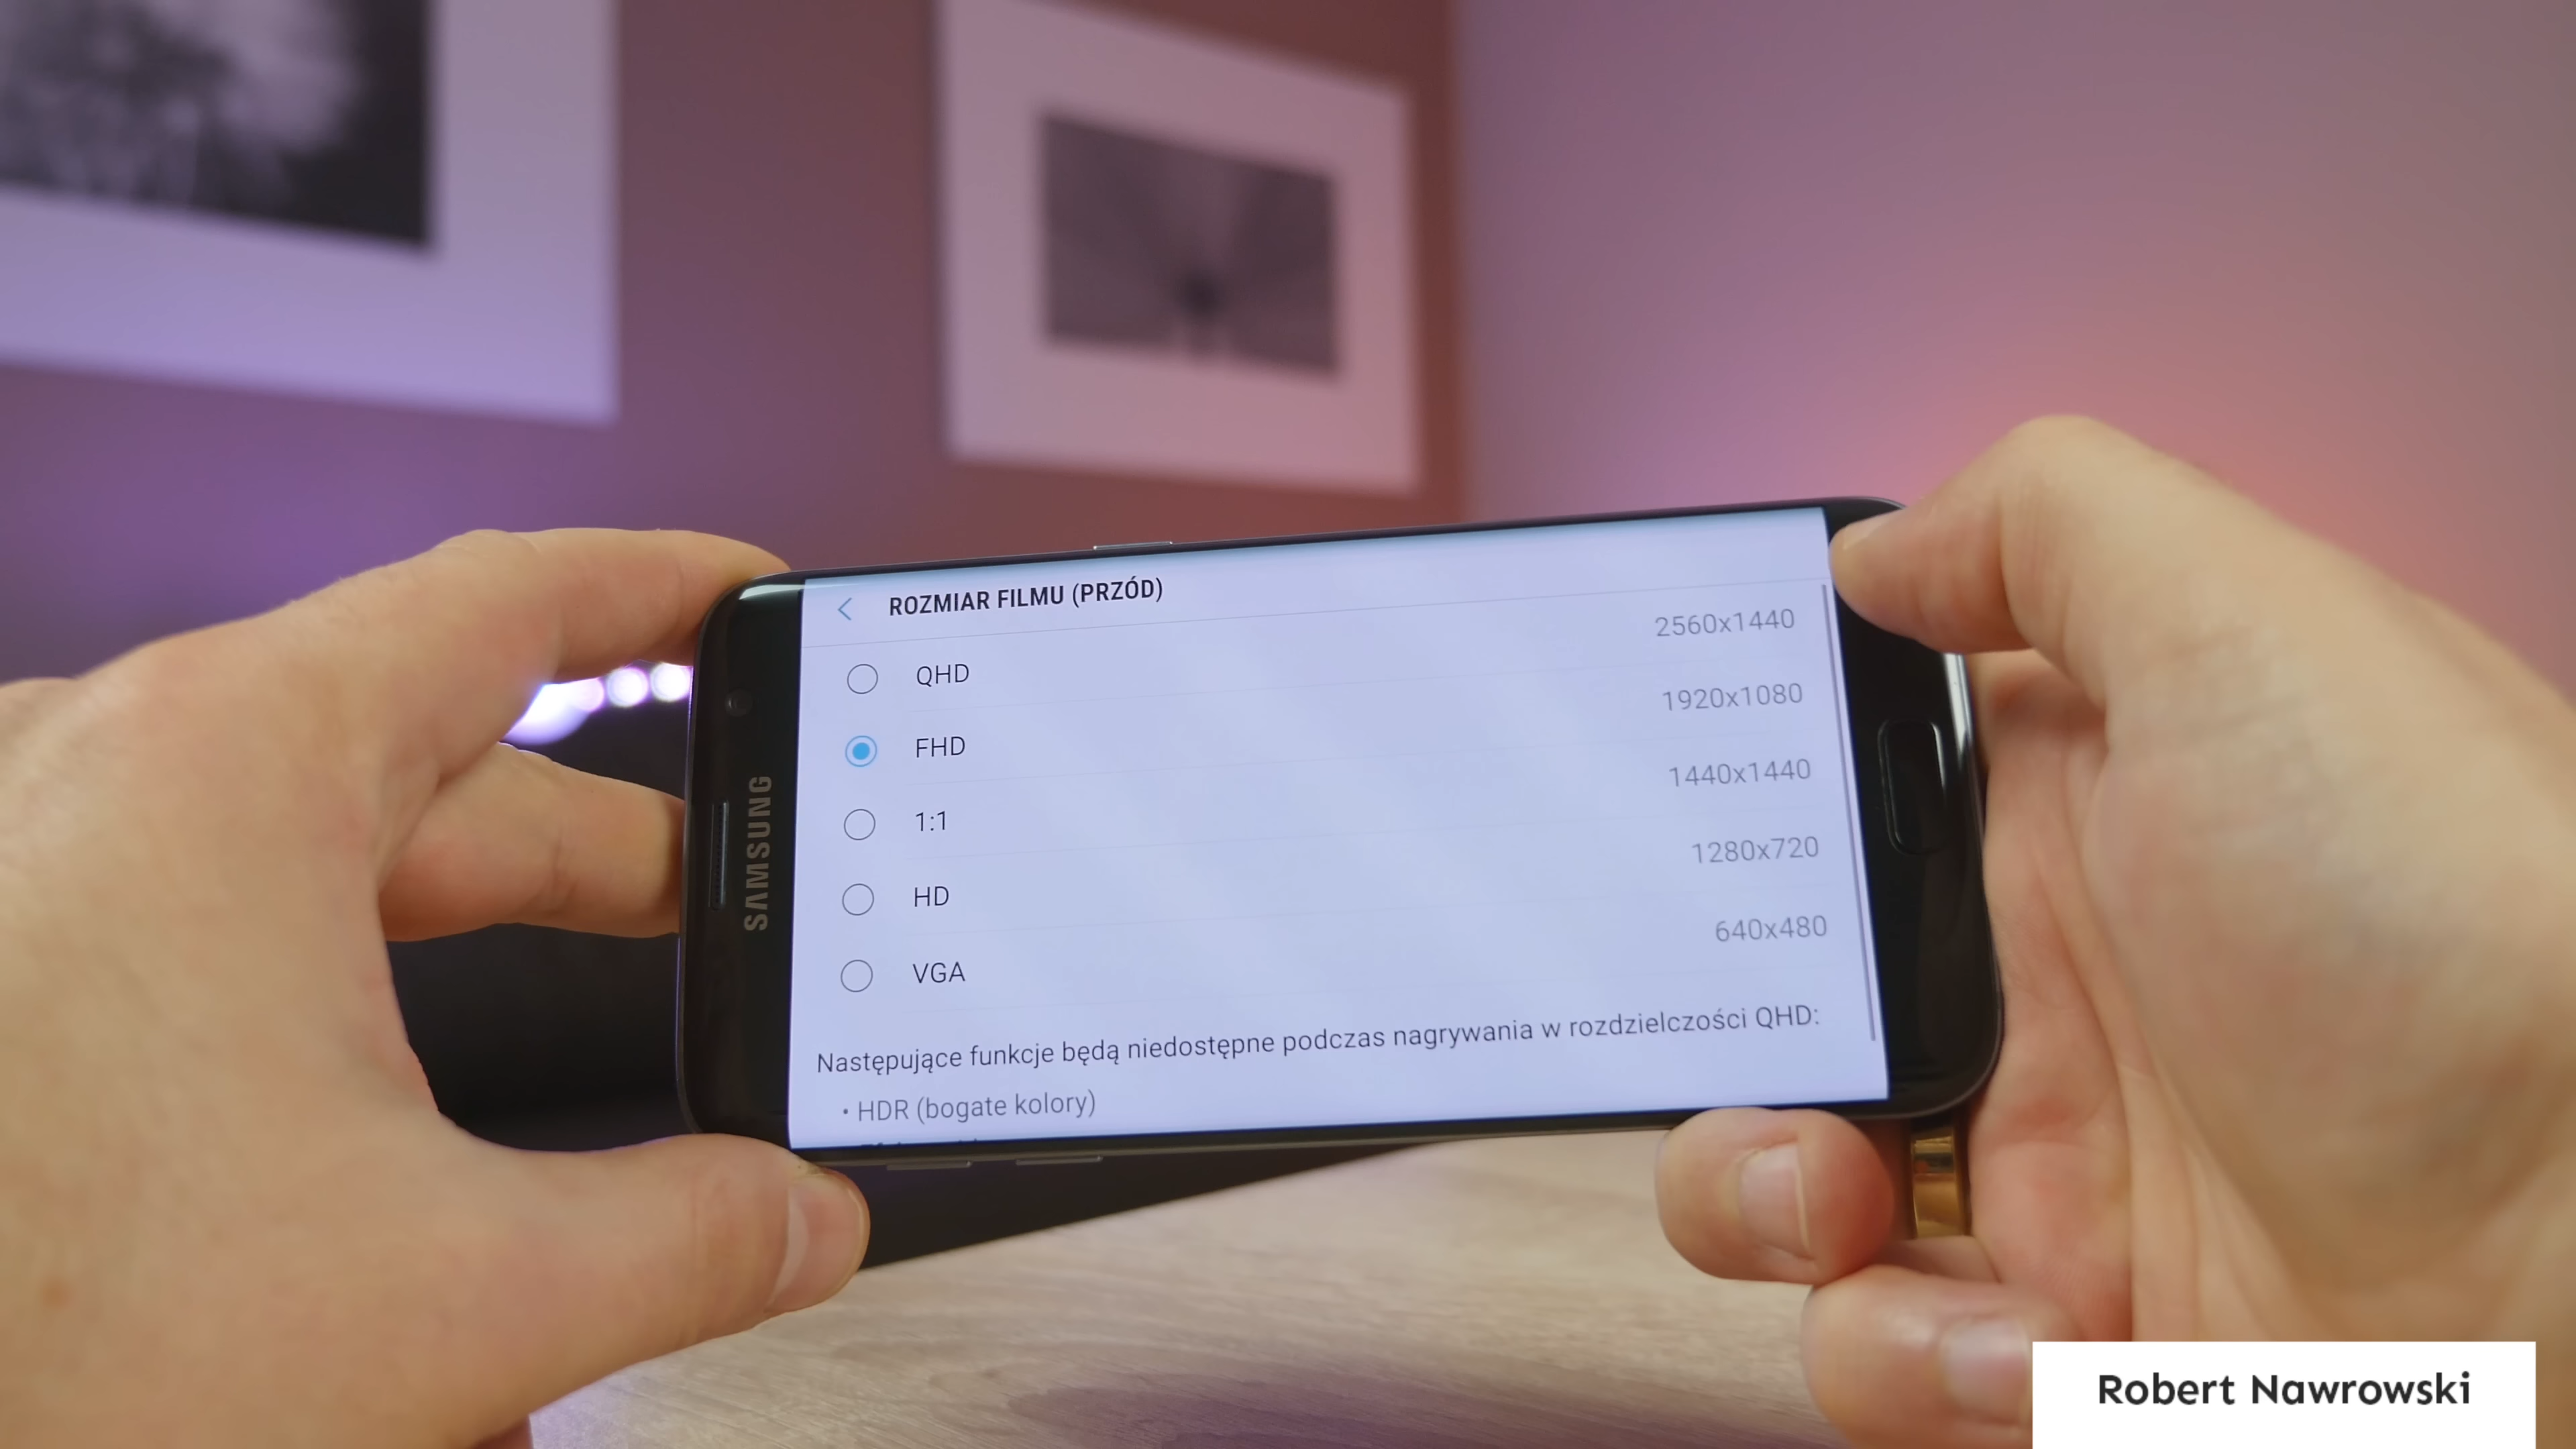 ROZMIAR FILMU (PRZÓD)
QHD 2560x1440
FHD 1920x1080
1:1 1440x1440
HD 1280x720
VGA 640x480
Następujące funkcje będą niedostępne podczas nagrywania w rozdzielczości QHD:
• HDR (bogate kolory)
SAMSUNG
Robert Nawrowski